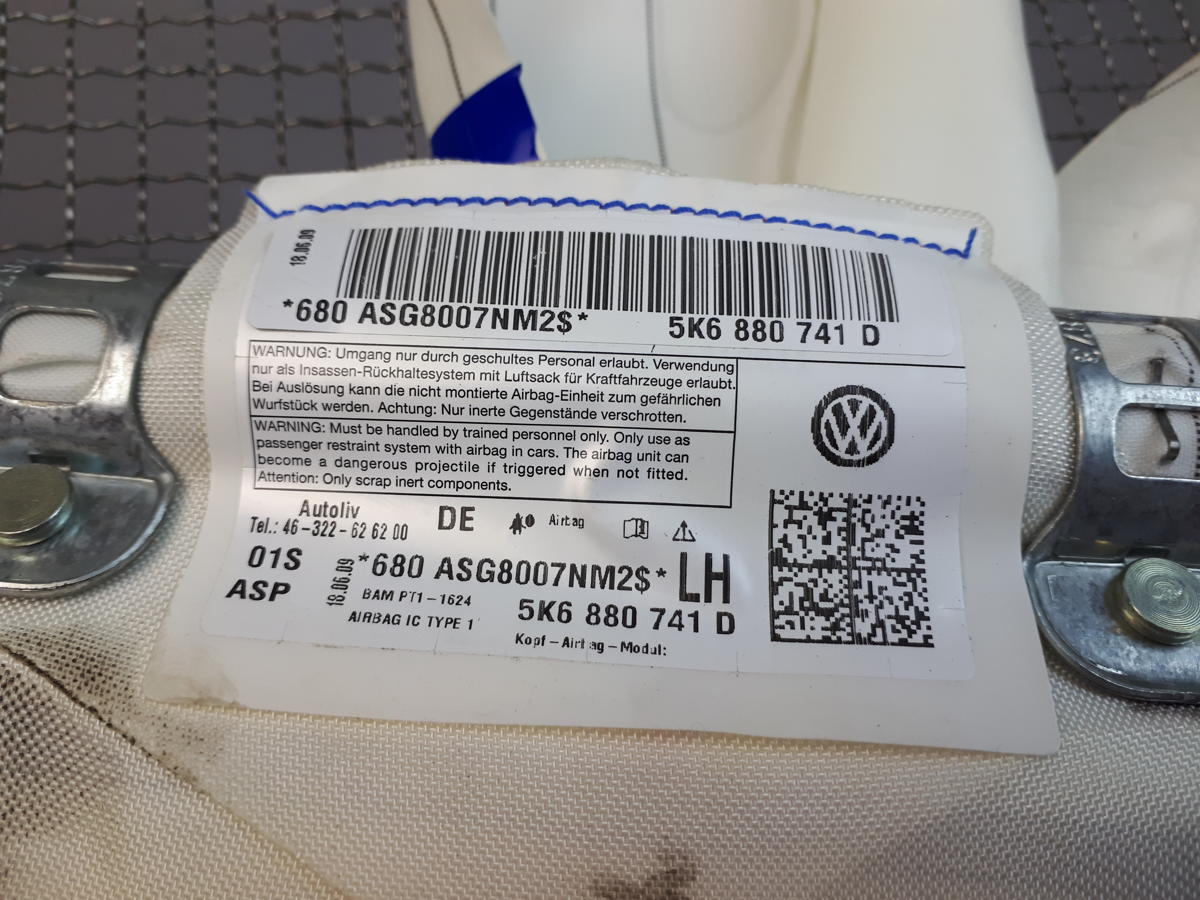 18.06.09
*680 ASG8007NM2$* 5K6 880 741 D
WARNUNG: Umgang nur durch geschultes Personal erlaubt. Verwendung
nur als Insassen-Rückhaltesystem mit Luftsack für Kraftfahrzeuge erlaubt.
Bei Auslösung kann die nicht montierte Airbag-Einheit zum gefährlichen
Wurfstück werden. Achtung: Nur inerte Gegenstände verschrotten.
WARNING: Must be handled by trained personnel only. Only use as
passenger restraint system with airbag in cars. The airbag unit can
become a dangerous projectile if triggered when not fitted.
Attention: Only scrap inert components.
Autoliv
Tel.: 46-322-62 62 00
DE
Airbag
01S
ASP
18.06.09
*680 ASG8007NM2$* LH
BAM PT1-1624
5K6 880 741 D
AIRBAG IC TYPE 1
Kopf-Airbag-Modul: